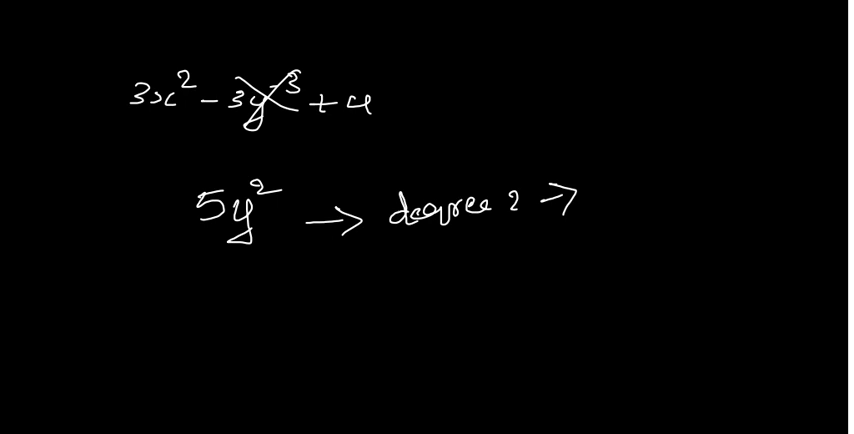 3x² - 3y³ + 4
5y² → degree 2 →